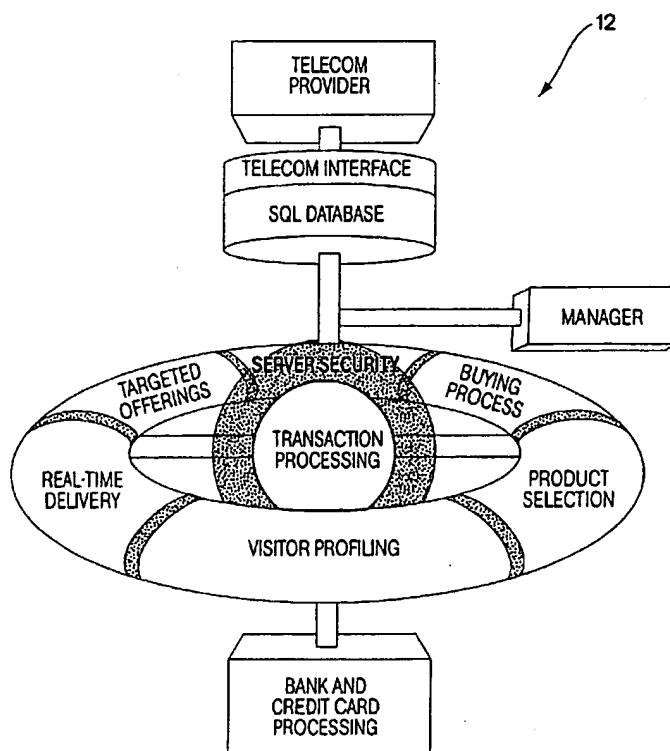 12
TELECOM
PROVIDER
TELECOM INTERFACE
SQL DATABASE
MANAGER
SERVER SECURITY
TARGETED
OFFERINGS
BUYING
PROCESS
TRANSACTION
PROCESSING
REAL-TIME
DELIVERY
PRODUCT
SELECTION
VISITOR PROFILING
BANK AND
CREDIT CARD
PROCESSING